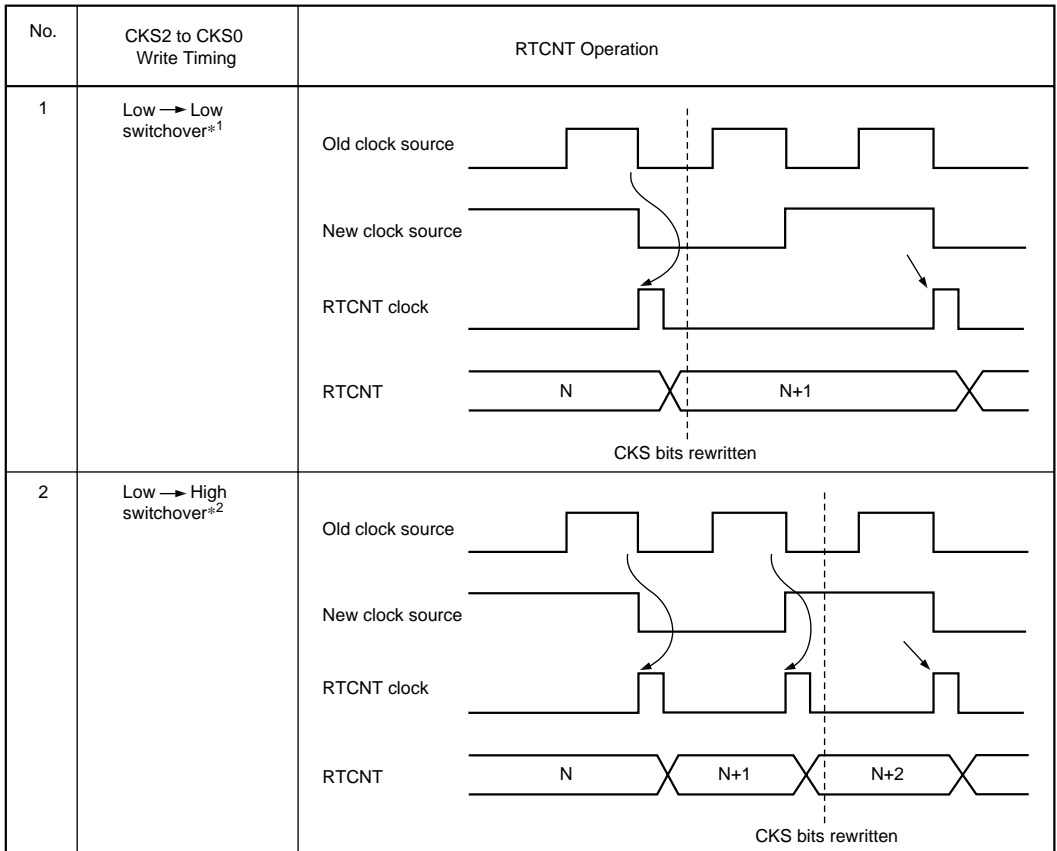 No.
CKS2 to CKS0
Write Timing
RTCNT Operation
1
Low → Low
switchover*1
Old clock source
New clock source
RTCNT clock
RTCNT
N
N+1
CKS bits rewritten
2
Low → High
switchover*2
Old clock source
New clock source
RTCNT clock
RTCNT
N
N+1
N+2
CKS bits rewritten